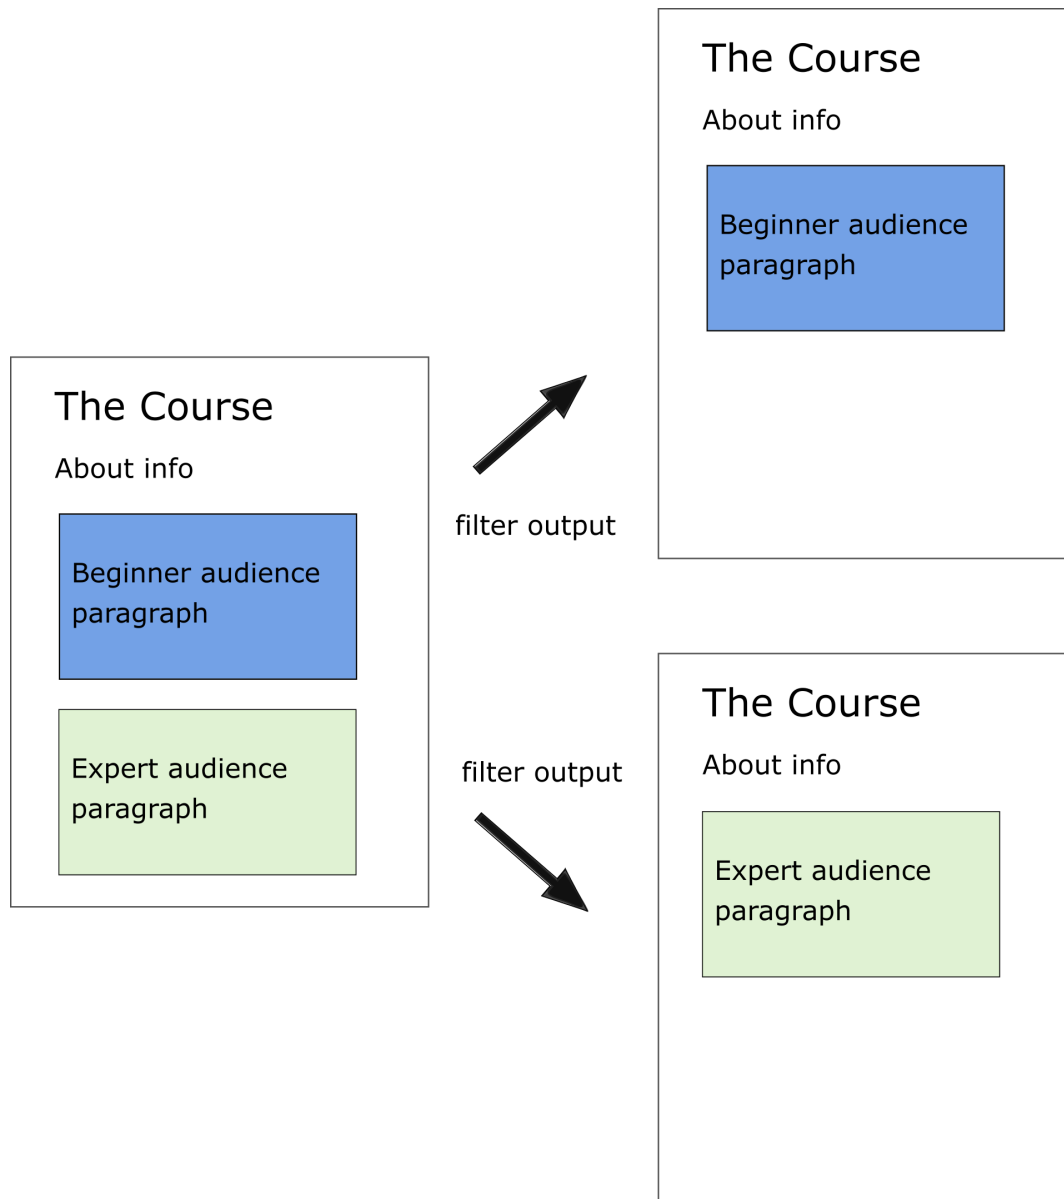 The Course
About info
Beginner audience
paragraph
Expert audience
paragraph
filter output
filter output
The Course
About info
Beginner audience
paragraph
The Course
About info
Expert audience
paragraph